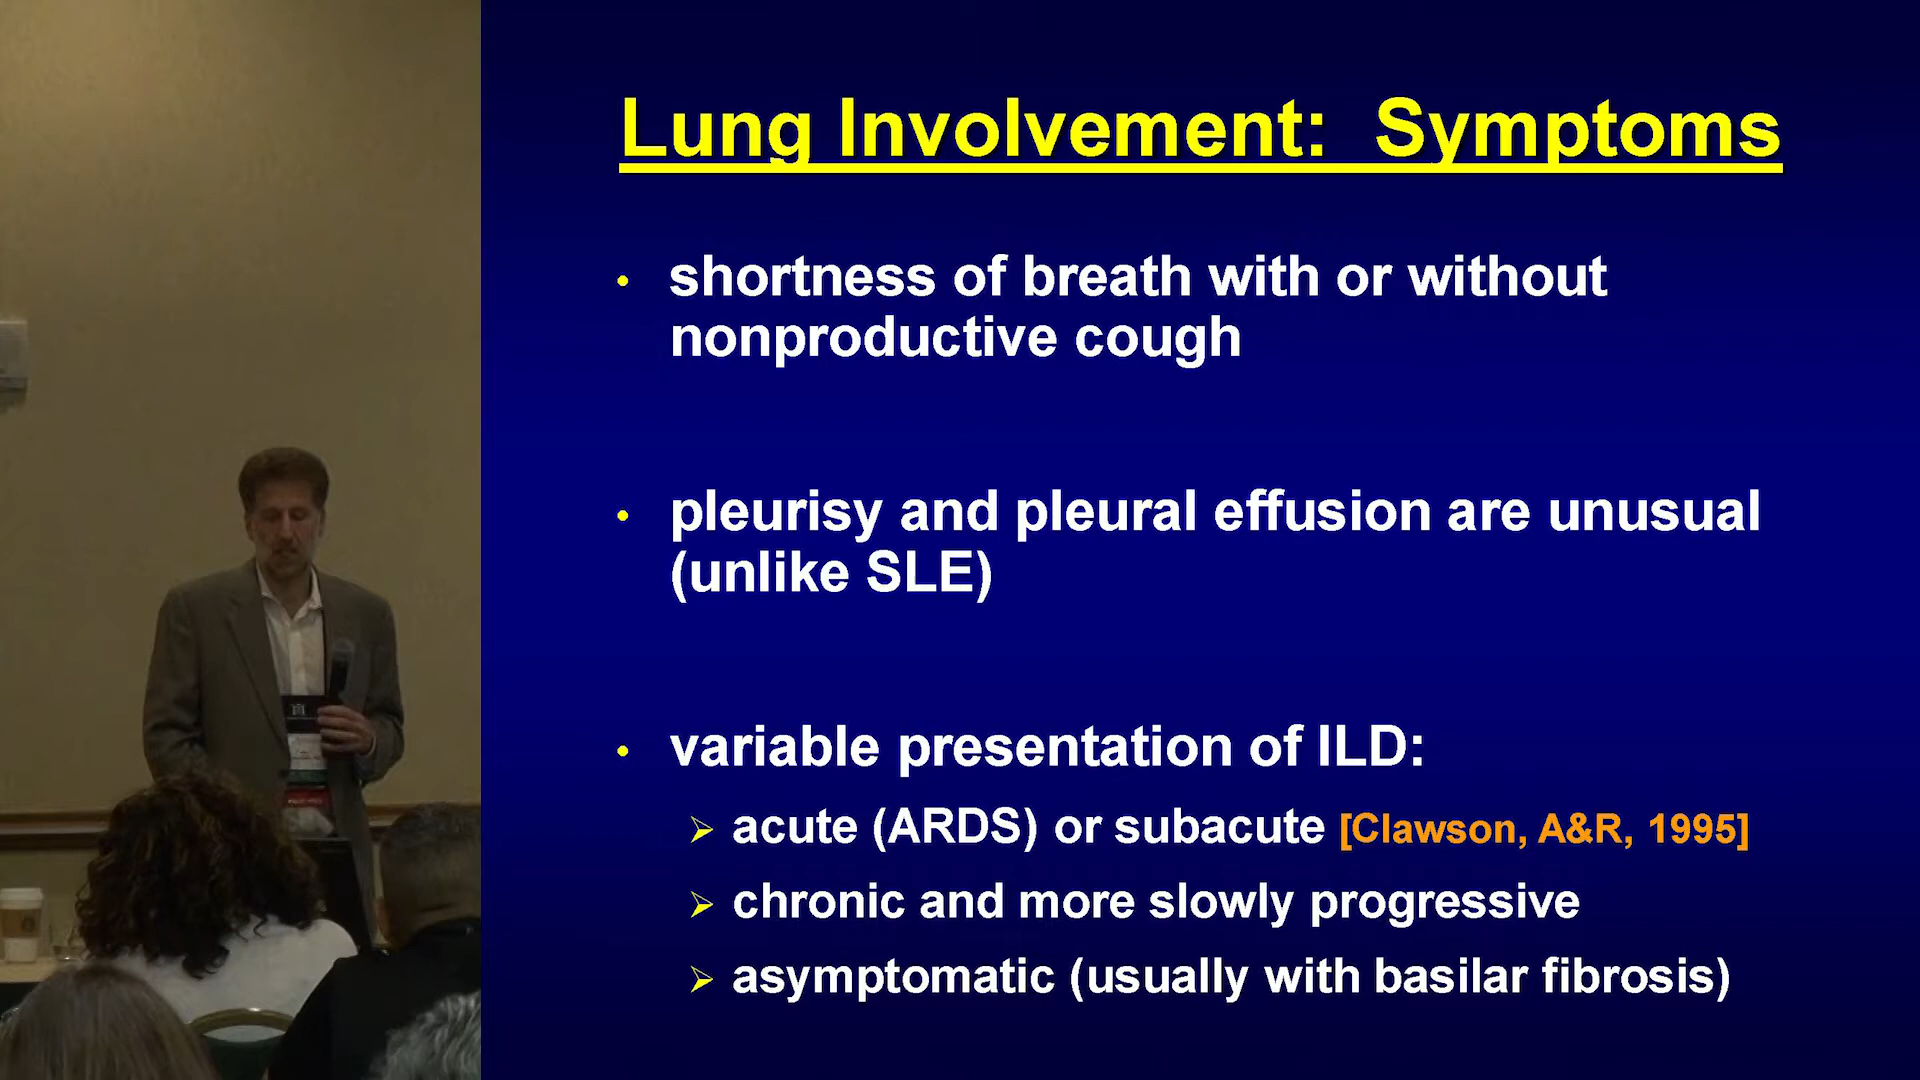 Lung Involvement: Symptoms
• shortness of breath with or without
nonproductive cough
• pleurisy and pleural effusion are unusual
(unlike SLE)
• variable presentation of ILD:
➢ acute (ARDS) or subacute [Clawson, A&R, 1995]
➢ chronic and more slowly progressive
➢ asymptomatic (usually with basilar fibrosis)